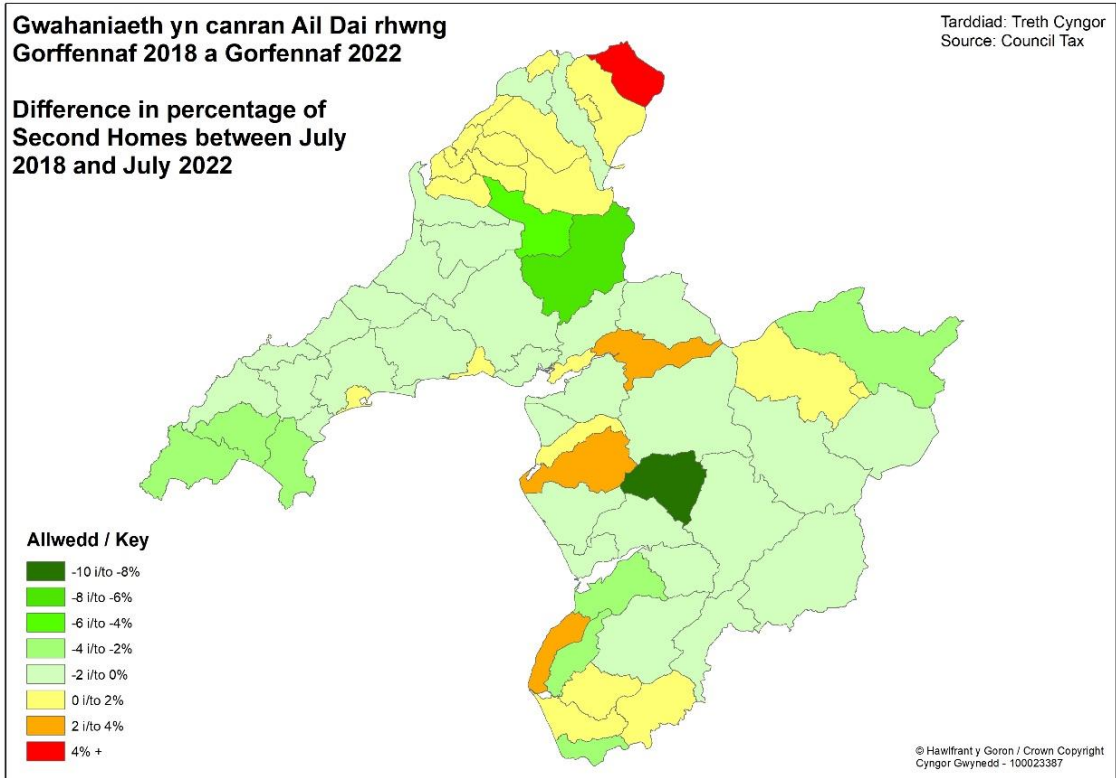 Gwahaniaeth yn canran Ail Dai rhwng
Gorffennaf 2018 a Gorfennaf 2022
Difference in percentage of
Second Homes between July
2018 and July 2022
Tarddiad: Treth Cyngor
Source: Council Tax
Allwedd / Key
-10 i/to -8%
-8 i/to -6%
-6 i/to -4%
-4 i/to -2%
-2 i/to 0%
0 i/to 2%
2 i/to 4%
4% +
© Hawlfrant y Goron / Crown Copyright
Cyngor Gwynedd - 100023387